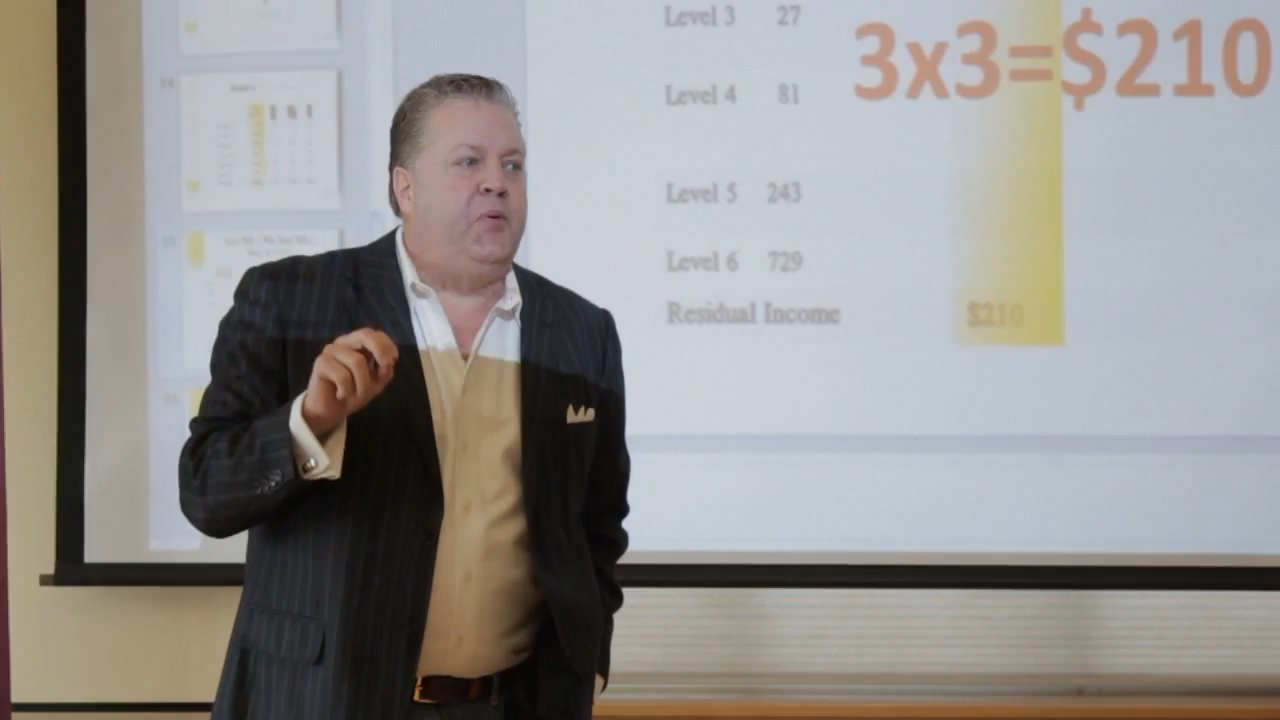 Level 3 27
3x3=$210
Level 4 81
Level 5 243
Level 6 729
Residual Income $210